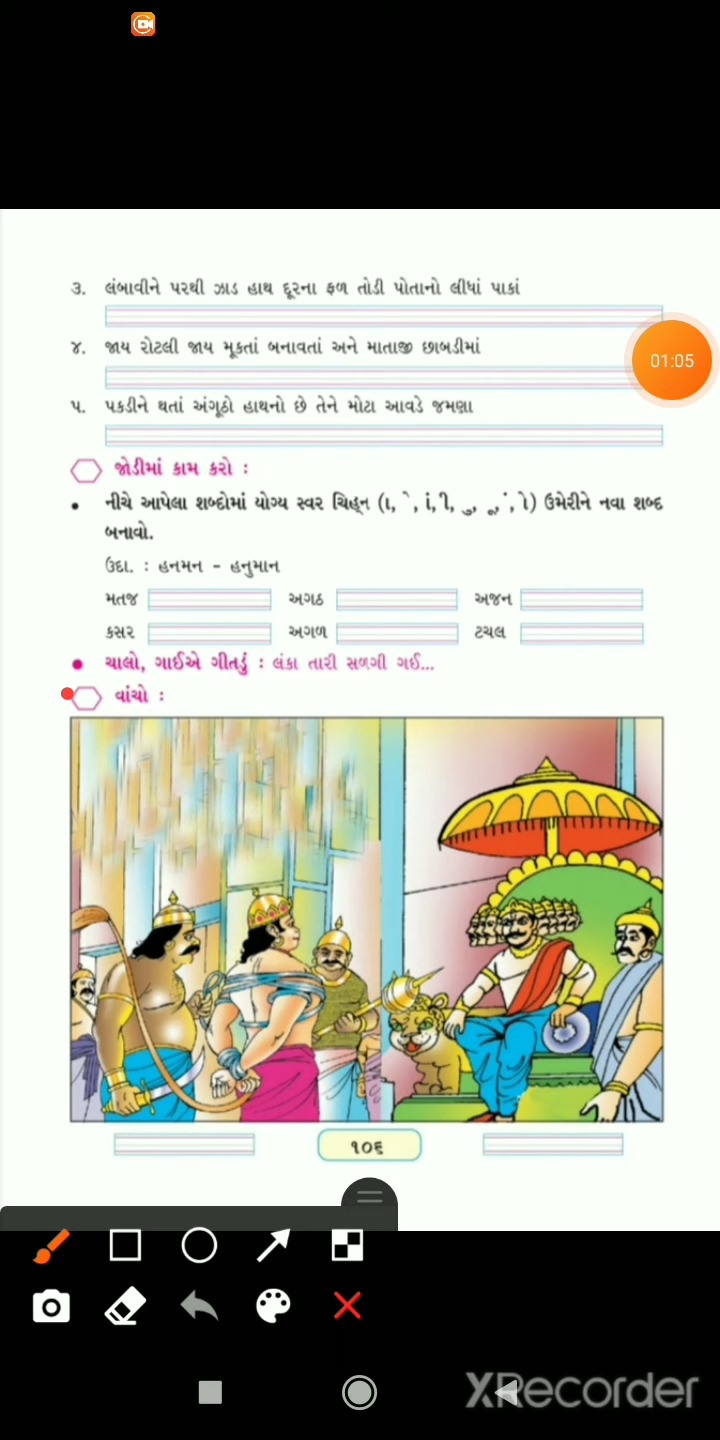 01:05
૩. લંબાવીને પરથી ઝાડ હાથ દૂરના ફળ તોડી પોતાનો લીધાં પાકાં
૪. જાય રોટલી જાય મૂકતાં બનાવતાં અને માતાજી છાબડીમાં
૫. પકડીને થતાં અંગૂઠો હાથનો છે તેને મોટા આવડે જમણા
જોડીમાં કામ કરો :
• નીચે આપેલા શબ્દોમાં યોગ્ય સ્વર ચિહ્ન (ા, ે, ાં, ી, ુ, ૂ, ં, ો) ઉમેરીને નવા શબ્દ
બનાવો.
ઉદા. : હનમન - હનુમાન
મતજ અગઠ અજન
કસર અગળ ટચલ
• ચાલો, ગાઈએ ગીતડું : લંકા તારી સળગી ગઈ...
વાંચો :
૧૦૬
XRecorder